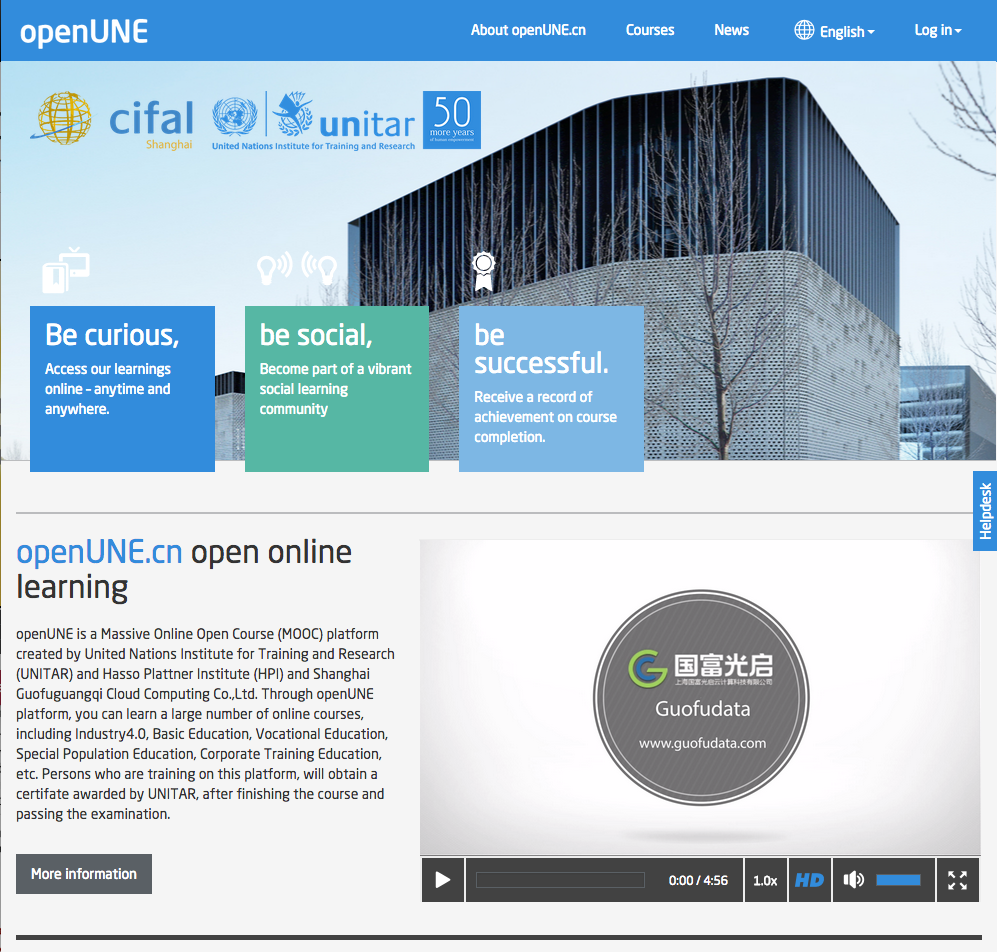 openUNE
About openUNE.cn
Courses
News
English
Log in
cifal
Shanghai
unitar
United Nations Institute for Training and Research
50
more years
of human empowerment
Be curious,
Access our learnings
online – anytime and
anywhere.
be social,
Become part of a vibrant
social learning
community
be
successful.
Receive a record of
achievement on course
completion.
Helpdesk
openUNE.cn open online
learning
openUNE is a Massive Online Open Course (MOOC) platform
created by United Nations Institute for Training and Research
(UNITAR) and Hasso Plattner Institute (HPI) and Shanghai
Guofuguangqi Cloud Computing Co.,Ltd. Through openUNE
platform, you can learn a large number of online courses,
including Industry4.0, Basic Education, Vocational Education,
Special Population Education, Corporate Training Education,
etc. Persons who are training on this platform, will obtain a
certifate awarded by UNITAR, after finishing the course and
passing the examination.
More information
国富光启
上海国富光启云计算科技有限公司
Guofudata
www.guofudata.com
0:00 / 4:56
1.0x
HD